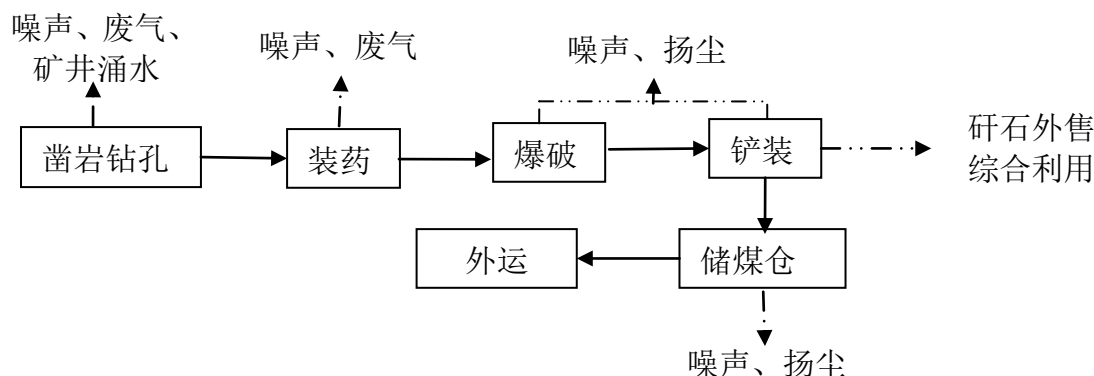 噪声、废气、
矿井涌水
噪声、废气
噪声、扬尘
凿岩钻孔
装药
爆破
铲装
矸石外售
综合利用
外运
储煤仓
噪声、扬尘